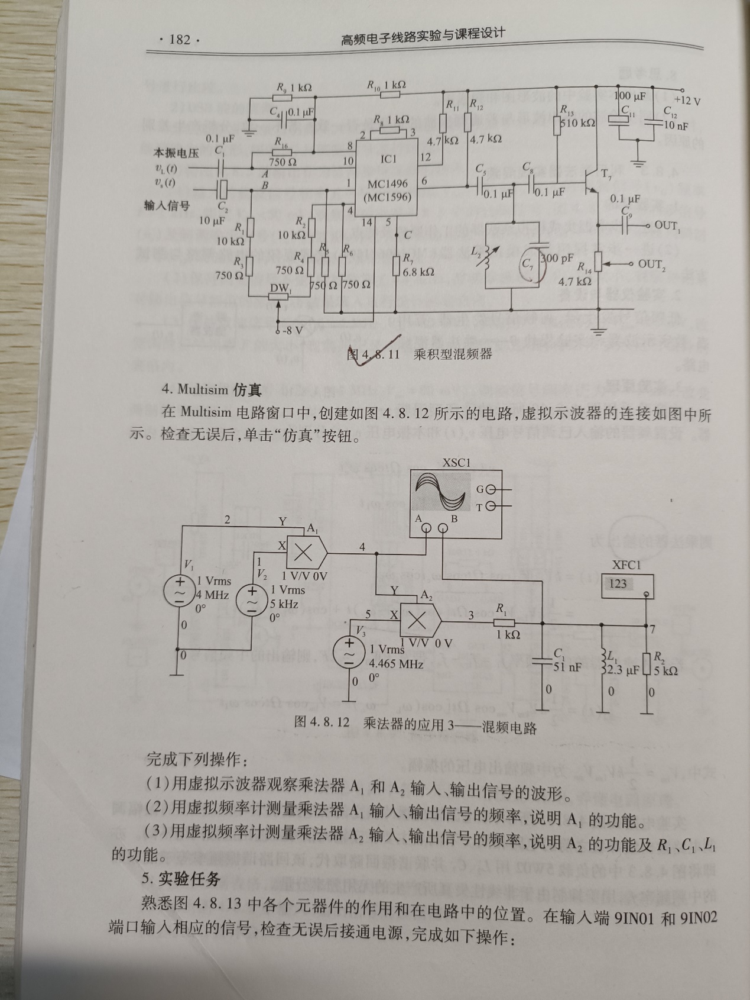 · 182 ·
高频电子线路实验与课程设计
R₉ 1 kΩ
R₁₀ 1 kΩ
100 μF
+12 V
C₄ 0.1 μF
R₈ 1 kΩ
R₁₁
R₁₂
R₁₃
510 kΩ
C₁₁
C₁₂
10 nF
2
3
4.7 kΩ
4.7 kΩ
0.1 μF
本振电压
C₁
R₁₆
750 Ω
8
10
IC1
12
v_L(t)
A
v_s(t)
B
1
MC1496
(MC1596)
6
C₅
0.1 μF
C₈
0.1 μF
T₇
输入信号
C₂
10 μF
4
14
5
0.1 μF
C₉
OUT₁
R₁
10 kΩ
R₂
10 kΩ
C
R₃
750 Ω
R₄
750 Ω
R₅
750 Ω
R₆
750 Ω
R₇
6.8 kΩ
L₂
C₇
300 pF
R₁₄
4.7 kΩ
OUT₂
DW₁
-8 V
图 4.8.11 乘积型混频器
4. Multisim 仿真
在 Multisim 电路窗口中,创建如图 4.8.12 所示的电路,虚拟示波器的连接如图中所
示。检查无误后,单击“仿真”按钮。
XSC1
G
T
A
B
2
Y
A₁
X
1
4
1 V/V 0V
V₁
1 Vrms
4 MHz
0°
V₂
1 Vrms
5 kHz
0°
0
0
XFC1
123
Y
A₂
X
5
3
1 V/V 0 V
R₁
1 kΩ
7
V₃
1 Vrms
4.465 MHz
0°
0
C₁
51 nF
0
L₁
2.3 μF
0
R₂
5 kΩ
0
图 4.8.12 乘法器的应用 3——混频电路
完成下列操作:
(1)用虚拟示波器观察乘法器 A₁ 和 A₂ 输入、输出信号的波形。
(2)用虚拟频率计测量乘法器 A₁ 输入、输出信号的频率,说明 A₁ 的功能。
(3)用虚拟频率计测量乘法器 A₂ 输入、输出信号的频率,说明 A₂ 的功能及 R₁、C₁、L₁
的功能。
5. 实验任务
熟悉图 4.8.13 中各个元器件的作用和在电路中的位置。在输入端 9IN01 和 9IN02
端口输入相应的信号,检查无误后接通电源,完成如下操作: